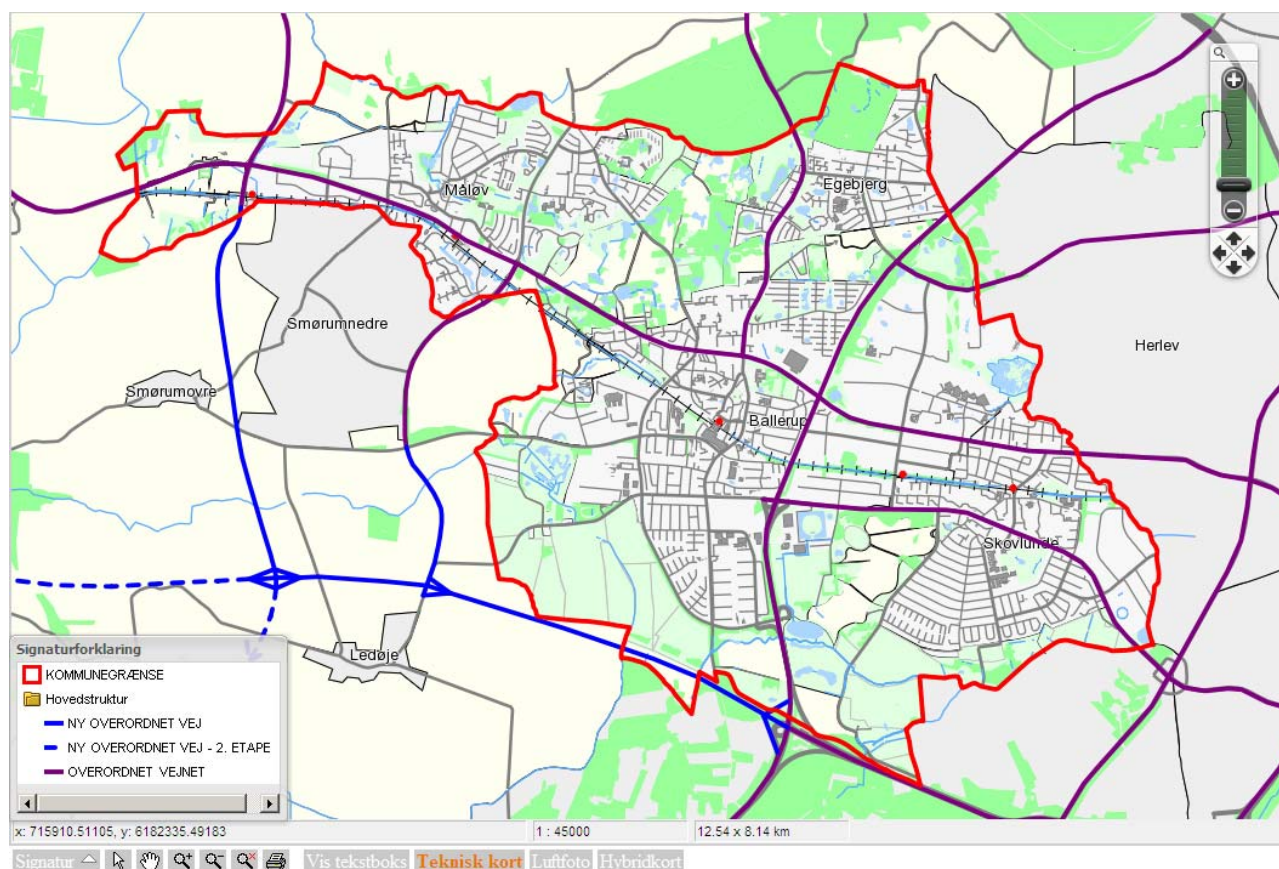 Måløv
Egebjerg
Smørumnedre
Herlev
Smørumovre
Ballerup
Skovlunde
Ledøje
Signaturforklaring
KOMMUNEGRÆNSE
Hovedstruktur
NY OVERORDNET VEJ
NY OVERORDNET VEJ - 2. ETAPE
OVERORDNET VEJNET
x: 715910.51105, y: 6182335.49183 1 : 45000 12.54 x 8.14 km
Signatur Vis tekstboks Teknisk kort Luftfoto Hybridkort